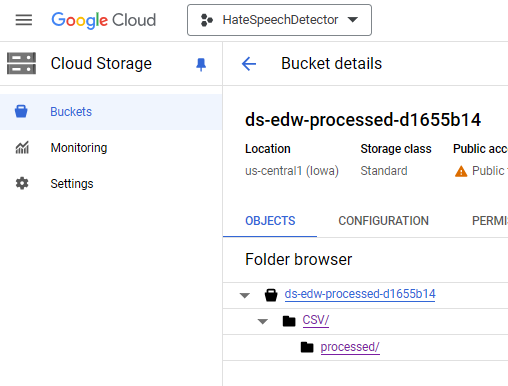 Google Cloud
HateSpeechDetector
Cloud Storage
Bucket details
Buckets
Monitoring
Settings
ds-edw-processed-d1655b14
Location Storage class Public acc
us-central1 (Iowa) Standard Public
OBJECTS CONFIGURATION PERMI
Folder browser
ds-edw-processed-d1655b14
CSV/
processed/